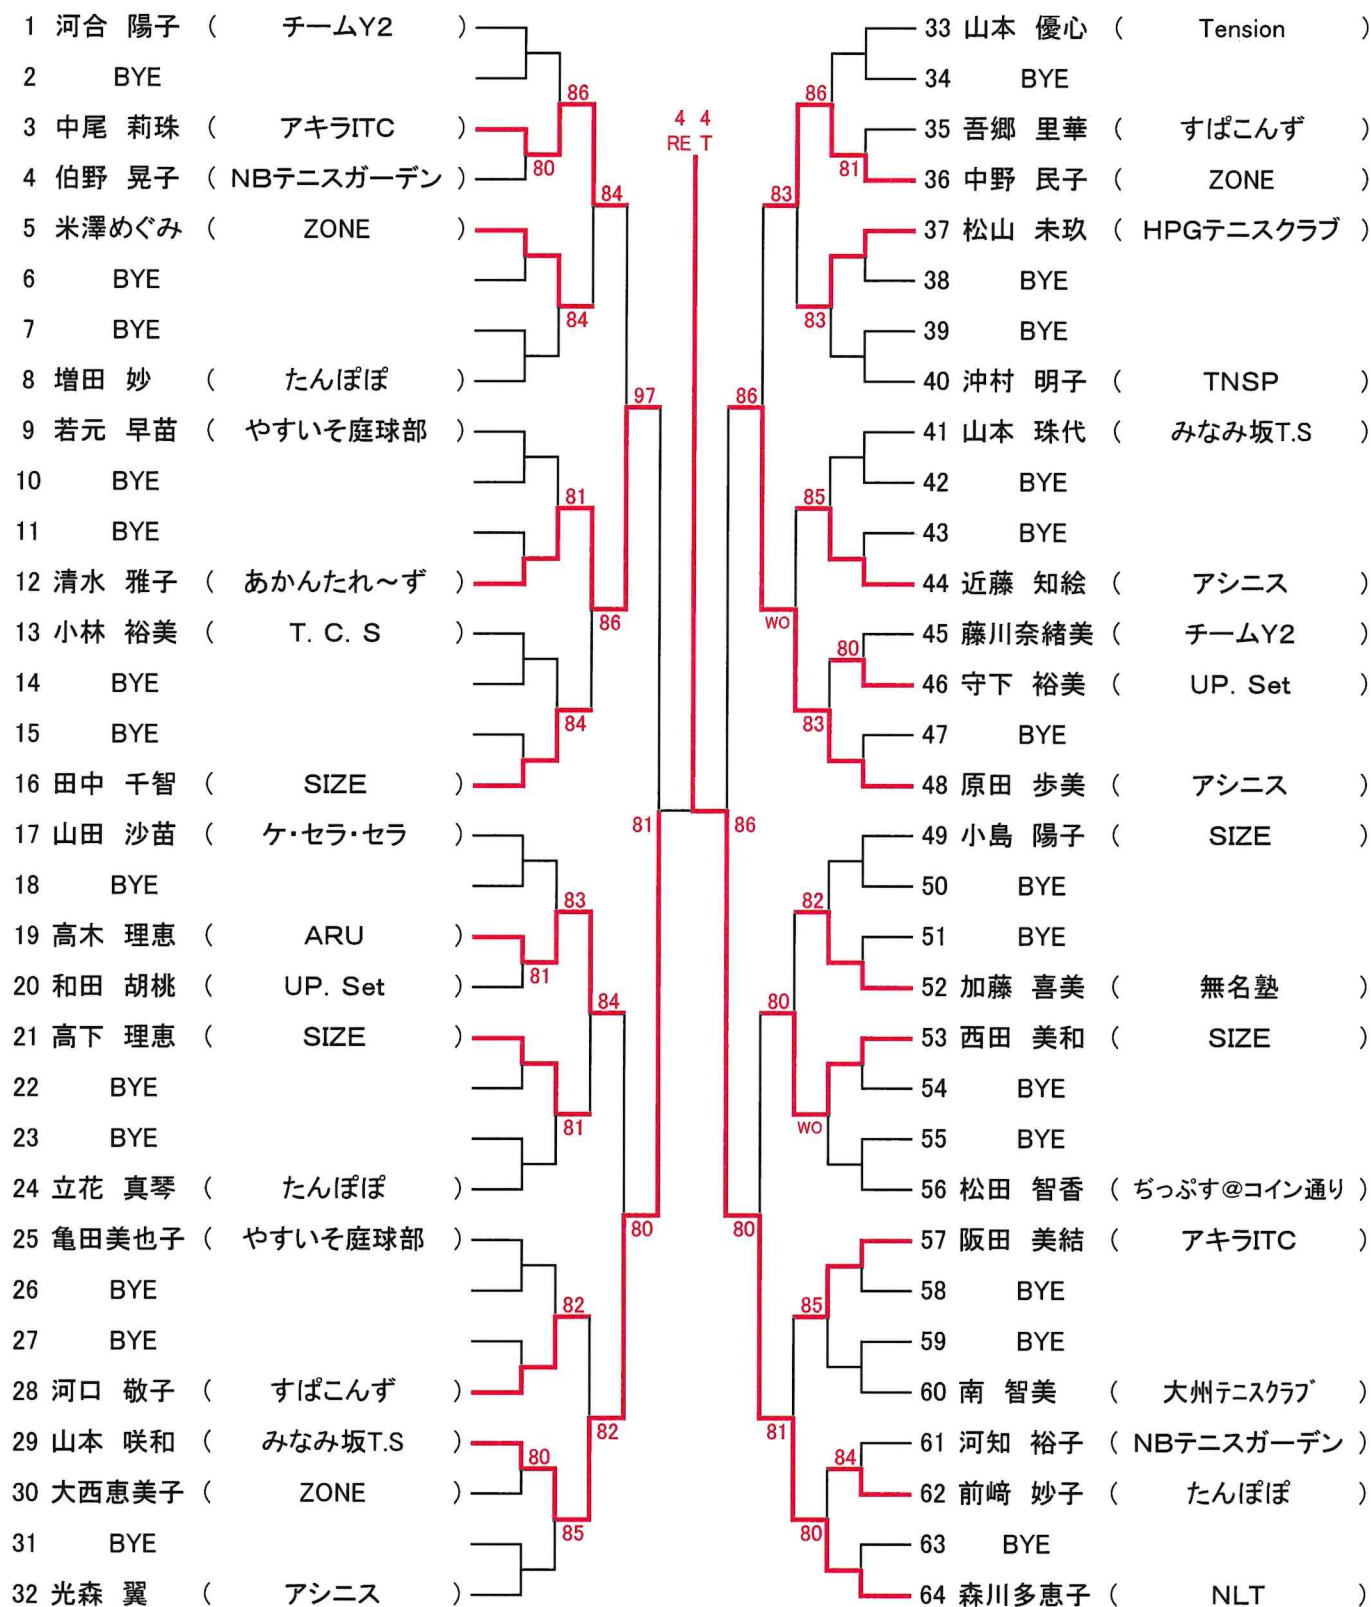 1 河合 陽子 ( チームY2 )
2 BYE
3 中尾 莉珠 ( アキラITC )
4 伯野 晃子 ( NBテニスガーデン )
5 米澤めぐみ ( ZONE )
6 BYE
7 BYE
8 増田 妙 ( たんぽぽ )
9 若元 早苗 ( やすいそ庭球部 )
10 BYE
11 BYE
12 清水 雅子 ( あかんたれ～ず )
13 小林 裕美 ( T. C. S )
14 BYE
15 BYE
16 田中 千智 ( SIZE )
17 山田 沙苗 ( ケ・セラ・セラ )
18 BYE
19 高木 理恵 ( ARU )
20 和田 胡桃 ( UP. Set )
21 高下 理恵 ( SIZE )
22 BYE
23 BYE
24 立花 真琴 ( たんぽぽ )
25 亀田美也子 ( やすいそ庭球部 )
26 BYE
27 BYE
28 河口 敬子 ( すぱこんず )
29 山本 咲和 ( みなみ坂T.S )
30 大西恵美子 ( ZONE )
31 BYE
32 光森 翼 ( アシニス )
80
81
80
86
84
81
84
83
81
82
85
84
86
84
82
97
80
81
4 4
RE T
86
86
80
83
WO
80
81
86
83
85
83
82
WO
85
80
81
80
84
33 山本 優心 ( Tension )
34 BYE
35 吾郷 里華 ( すぱこんず )
36 中野 民子 ( ZONE )
37 松山 未玖 ( HPGテニスクラブ )
38 BYE
39 BYE
40 沖村 明子 ( TNSP )
41 山本 珠代 ( みなみ坂T.S )
42 BYE
43 BYE
44 近藤 知絵 ( アシニス )
45 藤川奈緒美 ( チームY2 )
46 守下 裕美 ( UP. Set )
47 BYE
48 原田 歩美 ( アシニス )
49 小島 陽子 ( SIZE )
50 BYE
51 BYE
52 加藤 喜美 ( 無名塾 )
53 西田 美和 ( SIZE )
54 BYE
55 BYE
56 松田 智香 ( ぢっぷす@コイン通り )
57 阪田 美結 ( アキラITC )
58 BYE
59 BYE
60 南 智美 ( 大州テニスクラブ )
61 河知 裕子 ( NBテニスガーデン )
62 前﨑 妙子 ( たんぽぽ )
63 BYE
64 森川多恵子 ( NLT )